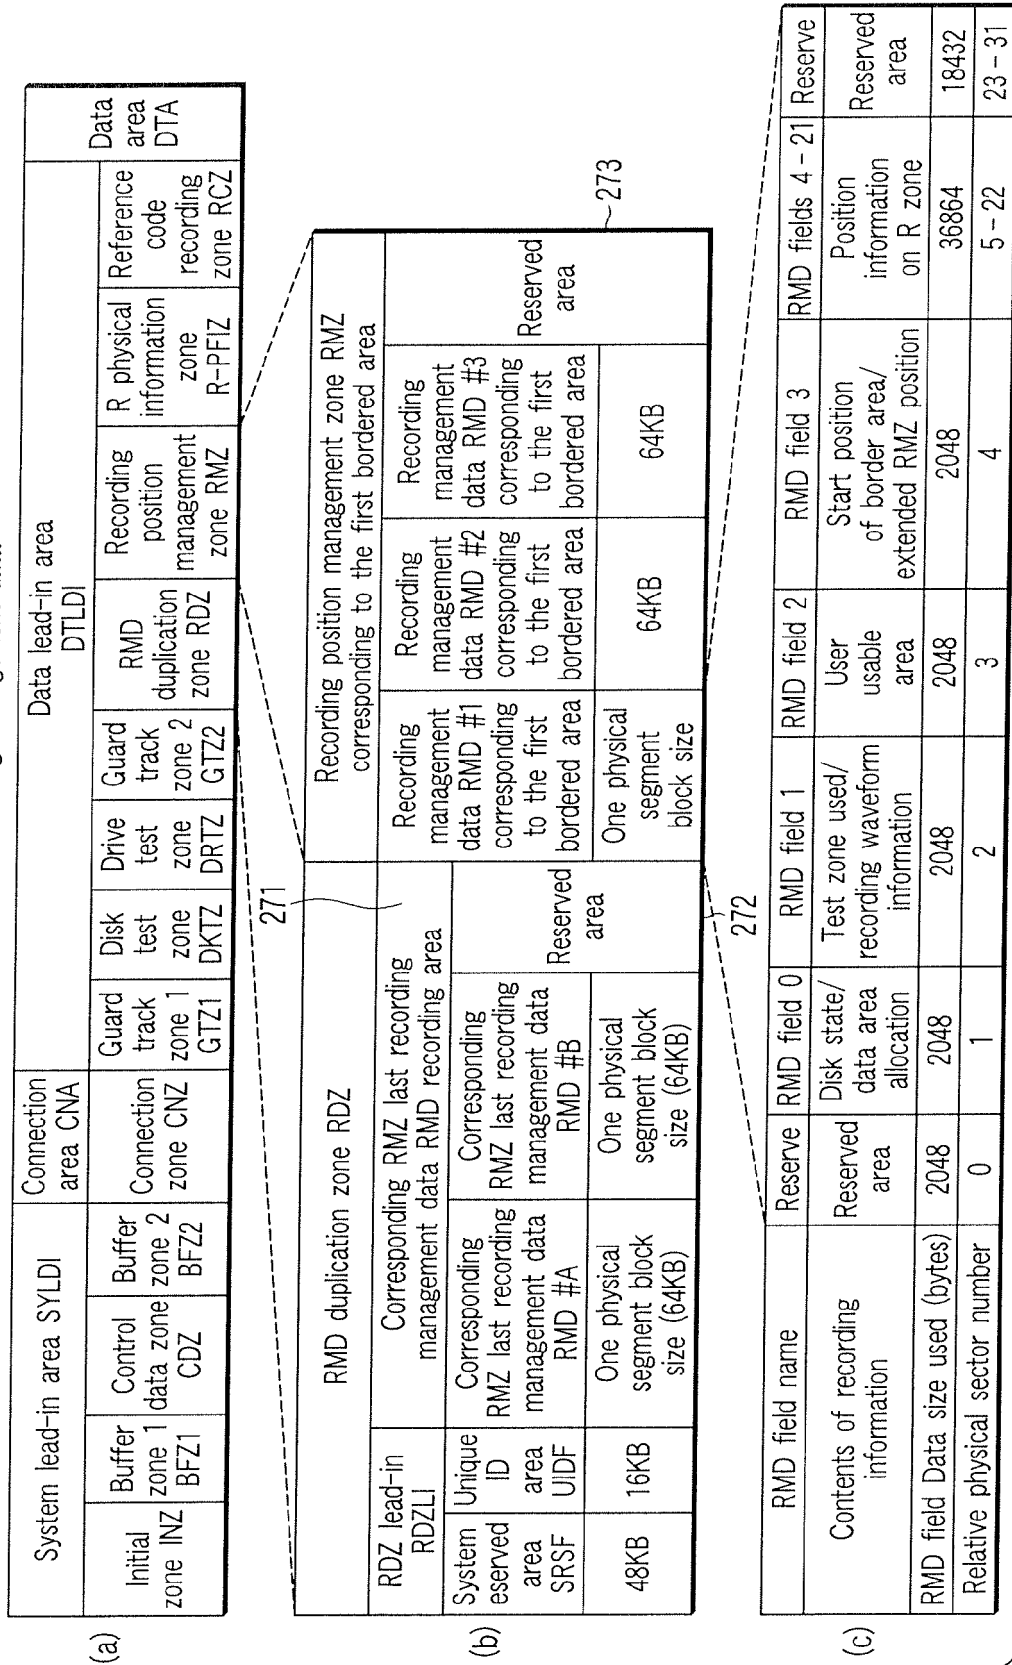 (a)
System lead-in area SYLDI
Connection
area CNA
Data lead-in area
DTLDI
Data
area
DTA
Initial
zone INZ
Buffer
zone 1
BFZ1
Control
data zone
CDZ
Buffer
zone 2
BFZ2
Connection
zone CNZ
Guard
track
zone 1
GTZ1
Disk
test
zone
DKTZ
Drive
test
zone
DRTZ
Guard
track
zone 2
GTZ2
RMD
duplication
zone RDZ
Recording
position
management
zone RMZ
R physical
information
zone
R-PFIZ
Reference
code
recording
zone RCZ
271
(b)
RMD duplication zone RDZ
Recording position management zone RMZ
corresponding to the first bordered area
RDZ lead-in
RDZLI
Corresponding RMZ last recording
management data RMD recording area
System
eserved
area
SRSF
Unique
ID
area
UIDF
Corresponding
RMZ last recording
management data
RMD #A
Corresponding
RMZ last recording
management data
RMD #B
Reserved
area
Recording
management
data RMD #1
corresponding
to the first
bordered area
Recording
management
data RMD #2
corresponding
to the first
bordered area
Recording
management
data RMD #3
corresponding
to the first
bordered area
Reserved
area
48KB
16KB
One physical
segment block
size (64KB)
One physical
segment block
size (64KB)
One physical
segment
block size
64KB
64KB
272
273
(c)
RMD field name
Reserve
RMD field 0
RMD field 1
RMD field 2
RMD field 3
RMD fields 4-21
Reserve
Contents of recording
information
Reserved
area
Disk state/
data area
allocation
Test zone used/
recording waveform
information
User
usable
area
Start position
of border area/
extended RMZ position
Position
information
on R zone
Reserved
area
RMD field Data size used (bytes)
2048
2048
2048
2048
2048
36864
18432
Relative physical sector number
0
1
2
3
4
5-22
23-31